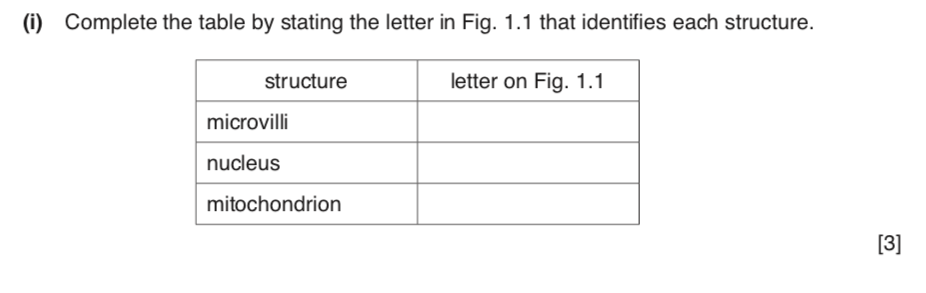 (i) Complete the table by stating the letter in Fig. 1.1 that identifies each structure.
structure letter on Fig. 1.1
microvilli
nucleus
mitochondrion
[3]